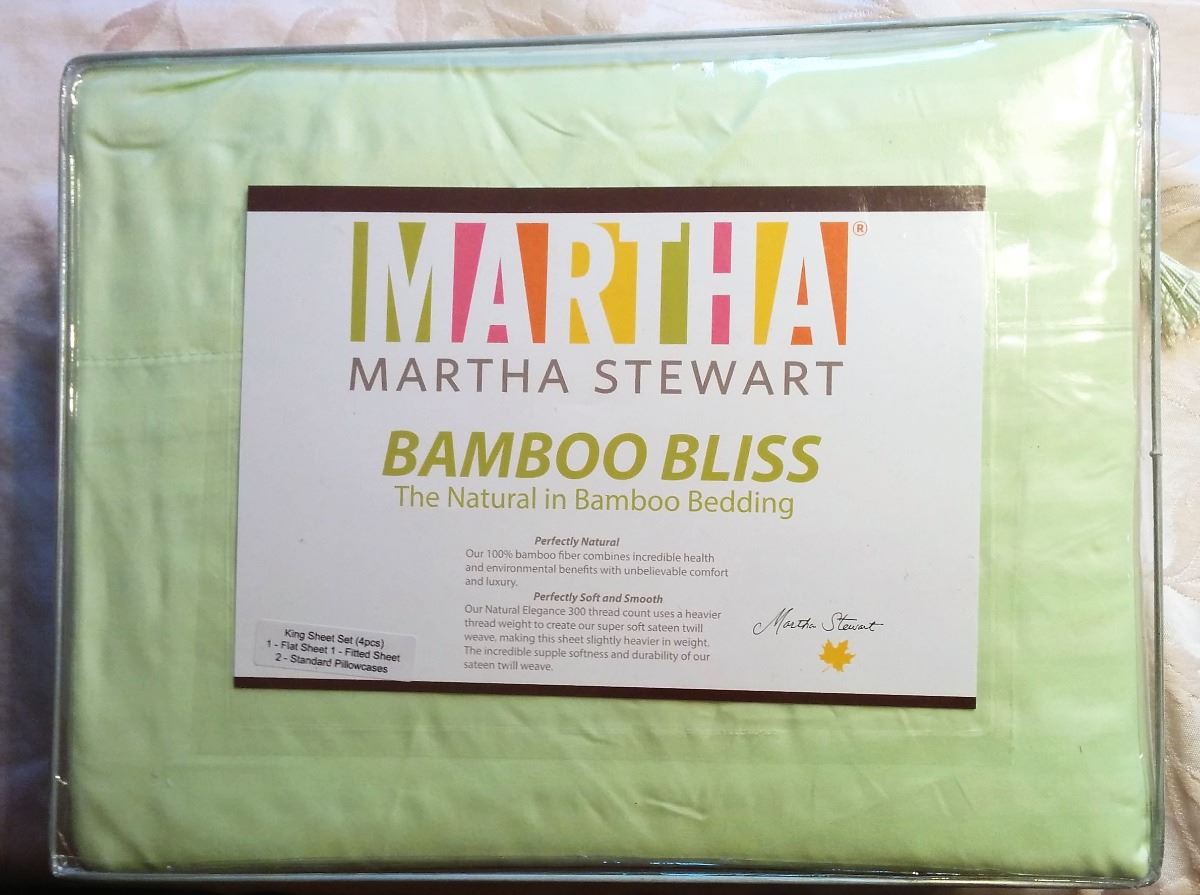 MARTHA®
MARTHA STEWART
BAMBOO BLISS
The Natural in Bamboo Bedding
Perfectly Natural
Our 100% bamboo fiber combines incredible health
and environmental benefits with unbelievable comfort
and luxury.
Perfectly Soft and Smooth
Our Natural Elegance 300 thread count uses a heavier
thread weight to create our super soft sateen twill
weave, making this sheet slightly heavier in weight.
The incredible supple softness and durability of our
sateen twill weave.
Martha Stewart
King Sheet Set (4pcs)
1 - Flat Sheet 1 - Fitted Sheet
2 - Standard Pillowcases